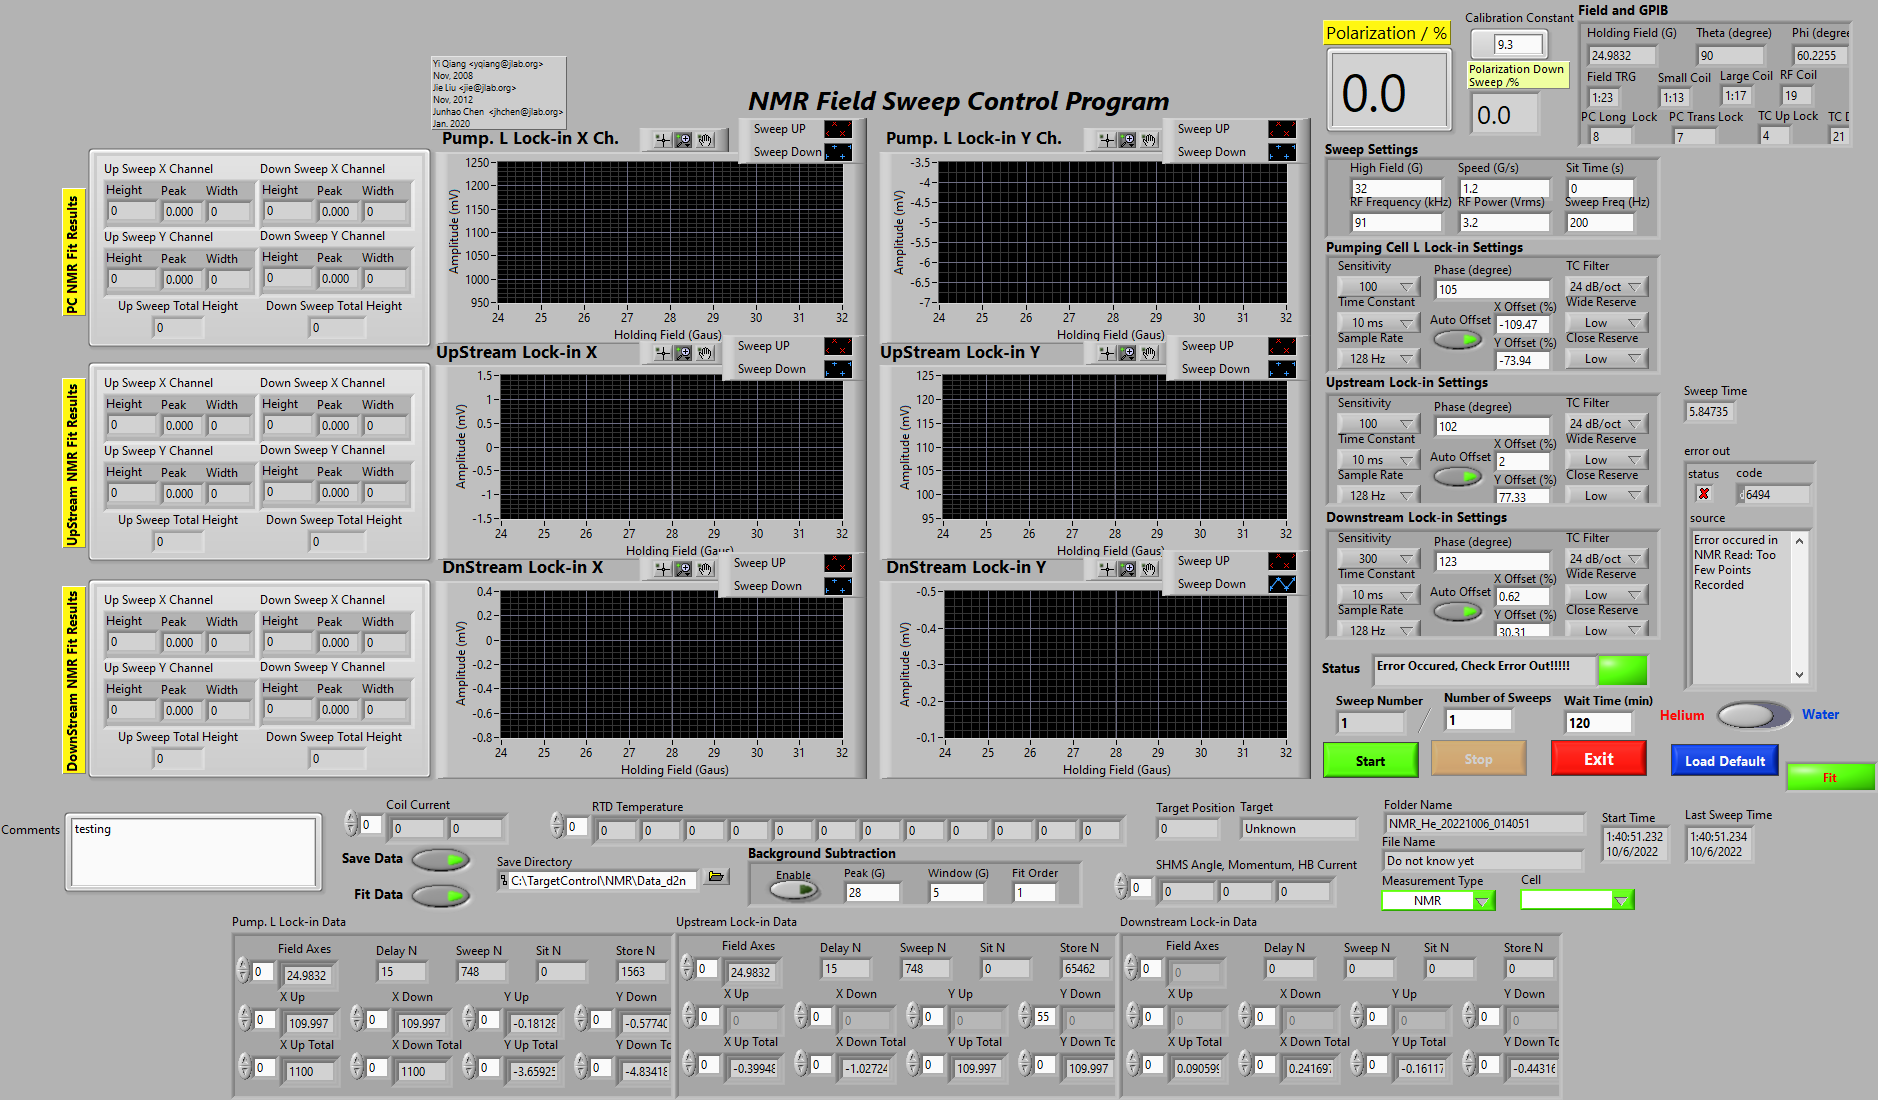 Yi Qiang <yqiang@jlab.org>
Nov, 2008
Jie Liu <jie@jlab.org>
Nov, 2012
Junhao Chen <jhchen@jlab.org>
Jan. 2020
NMR Field Sweep Control Program
Polarization / %
0.0
Calibration Constant
9.3
Polarization Down
Sweep /%
0.0
Field and GPIB
Holding Field (G) Theta (degree) Phi (degree
24.9832 90 60.2255
Field TRG Small Coil Large Coil RF Coil
1:23 1:13 1:17 19
PC Long Lock PC Trans Lock TC Up Lock TC D
8 7 4 21
PC NMR Fit Results
Up Sweep X Channel Down Sweep X Channel
Height Peak Width Height Peak Width
0 0.000 0 0 0.000 0
Up Sweep Y Channel Down Sweep Y Channel
Height Peak Width Height Peak Width
0 0.000 0 0 0.000 0
Up Sweep Total Height Down Sweep Total Height
0 0
Pump. L Lock-in X Ch.
Sweep UP
Sweep Down
Amplitude (mV)
1250
1200
1150
1100
1050
1000
950
24 25 26 27 28 29 30 31 32
Holding Field (Gaus)
Pump. L Lock-in Y Ch.
Sweep UP
Sweep Down
Amplitude (mV)
-3.5
-4
-4.5
-5
-5.5
-6
-6.5
-7
24 25 26 27 28 29 30 31 32
Holding Field (Gaus)
UpStream NMR Fit Results
Up Sweep X Channel Down Sweep X Channel
Height Peak Width Height Peak Width
0 0.000 0 0 0.000 0
Up Sweep Y Channel Down Sweep Y Channel
Height Peak Width Height Peak Width
0 0.000 0 0 0.000 0
Up Sweep Total Height Down Sweep Total Height
0 0
UpStream Lock-in X
Sweep UP
Sweep Down
Amplitude (mV)
1.5
1
0.5
0
-0.5
-1
-1.5
24 25 26 27 28 29 30 31 32
Holding Field (Gaus)
UpStream Lock-in Y
Sweep UP
Sweep Down
Amplitude (mV)
125
120
115
110
105
100
95
24 25 26 27 28 29 30 31 32
Holding Field (Gaus)
DownStream NMR Fit Results
Up Sweep X Channel Down Sweep X Channel
Height Peak Width Height Peak Width
0 0.000 0 0 0.000 0
Up Sweep Y Channel Down Sweep Y Channel
Height Peak Width Height Peak Width
0 0.000 0 0 0.000 0
Up Sweep Total Height Down Sweep Total Height
0 0
DnStream Lock-in X
Sweep UP
Sweep Down
Amplitude (mV)
0.4
0.2
0
-0.2
-0.4
-0.6
-0.8
24 25 26 27 28 29 30 31 32
Holding Field (Gaus)
DnStream Lock-in Y
Sweep UP
Sweep Down
Amplitude (mV)
-0.5
-0.4
-0.3
-0.2
-0.1
24 25 26 27 28 29 30 31 32
Holding Field (Gaus)
Sweep Settings
High Field (G) Speed (G/s) Sit Time (s)
32 1.2 0
RF Frequency (kHz) RF Power (Vrms) Sweep Freq (Hz)
91 3.2 200
Pumping Cell L Lock-in Settings
Sensitivity Phase (degree) TC Filter
100 105 24 dB/oct
Time Constant X Offset (%) Wide Reserve
10 ms Auto Offset -109.47 Low
Sample Rate Y Offset (%) Close Reserve
128 Hz -73.94 Low
Upstream Lock-in Settings
Sensitivity Phase (degree) TC Filter
100 102 24 dB/oct
Time Constant X Offset (%) Wide Reserve
10 ms Auto Offset 2 Low
Sample Rate Y Offset (%) Close Reserve
128 Hz 77.33 Low
Downstream Lock-in Settings
Sensitivity Phase (degree) TC Filter
300 123 24 dB/oct
Time Constant X Offset (%) Wide Reserve
10 ms Auto Offset 0.62 Low
Sample Rate Y Offset (%) Close Reserve
128 Hz 30.31 Low
Sweep Time
5.84735
error out
status code
6494
source
Error occured in
NMR Read: Too
Few Points
Recorded
Status Error Occured, Check Error Out!!!!!
Sweep Number Number of Sweeps Wait Time (min)
1 / 1 120
Helium Water
Start Stop Exit Load Default Fit
Comments testing
Coil Current
0 0 0
Save Data
Fit Data
RTD Temperature
0 0 0 0 0 0 0 0 0 0 0 0 0
Save Directory
C:\TargetControl\NMR\Data_d2n
Background Subtraction
Enable Peak (G) Window (G) Fit Order
28 5 1
Target Position Target
0 Unknown
SHMS Angle, Momentum, HB Current
0 0 0 0
Folder Name
NMR_He_20221006_014051
File Name
Do not know yet
Measurement Type Cell
NMR
Start Time
1:40:51.232
10/6/2022
Last Sweep Time
1:40:51.234
10/6/2022
Pump. L Lock-in Data
Field Axes Delay N Sweep N Sit N Store N
0 24.9832 15 748 0 1563
X Up X Down Y Up Y Down
0 109.997 0 109.997 0 -0.18128 0 -0.5774
X Up Total X Down Total Y Up Total Y Down To
0 1100 0 1100 0 -3.65925 0 -4.83418
Upstream Lock-in Data
Field Axes Delay N Sweep N Sit N Store N
0 24.9832 15 748 0 65462
X Up X Down Y Up Y Down
0 0 0 0 0 0 55 0
X Up Total X Down Total Y Up Total Y Down To
0 -0.39948 0 -1.02724 0 109.997 0 109.997
Downstream Lock-in Data
Field Axes Delay N Sweep N Sit N Store N
0 0 0 0 0 0
X Up X Down Y Up Y Down
0 0 0 0 0 0 0 0
X Up Total X Down Total Y Up Total Y Down To
0 0.090599 0 0.241697 0 -0.16117 0 -0.44316